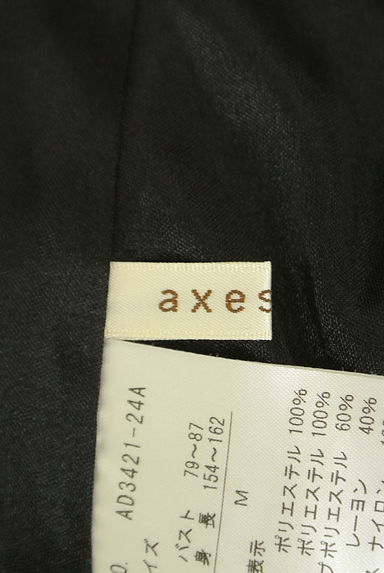 axes
AD3421-24A
イズ
バスト 79~87
身 長 154~162
M
表示
ポリエステル 100%
ポリエステル 100%
プポリエステル 60%
レーヨン 40%
ナイロン